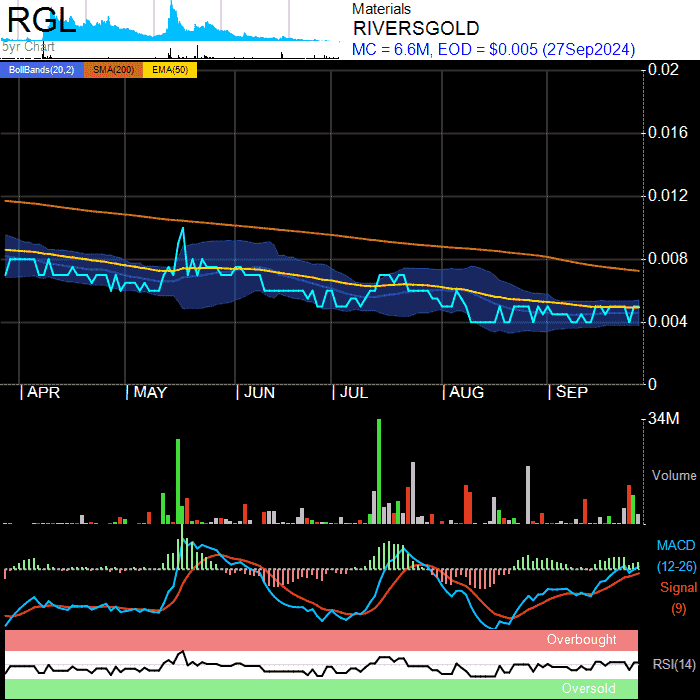 RGL
5yr Chart
Materials
RIVERSGOLD
MC = 6.6M, EOD = $0.005 (27Sep2024)
BollBands(20,2) SMA(200) EMA(50)
0.02
0.016
0.012
0.008
0.004
0
APR MAY JUN JUL AUG SEP
34M
Volume
MACD
(12-26)
Signal
(9)
Overbought
RSI(14)
Oversold